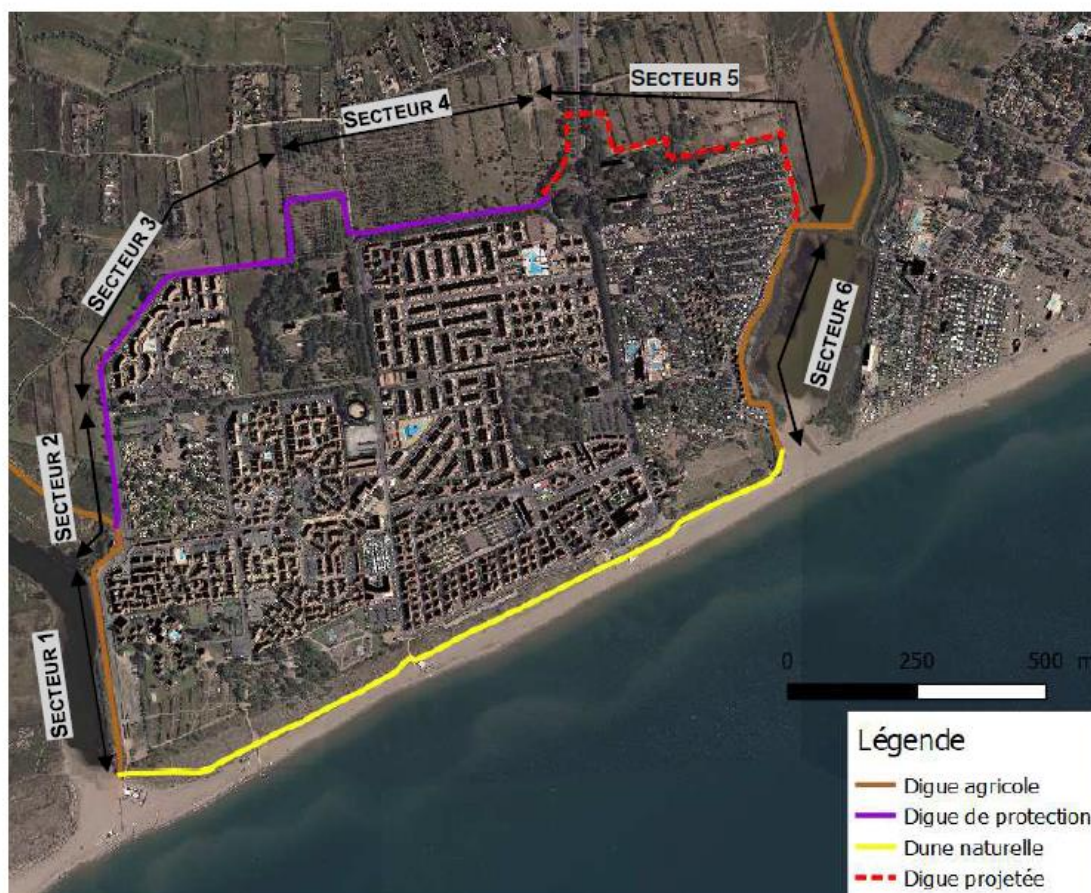 SECTEUR 5
SECTEUR 4
SECTEUR 3
SECTEUR 6
SECTEUR 2
SECTEUR 1
0 250 500 m
Légende
Digue agricole
Digue de protection
Dune naturelle
Digue projetée